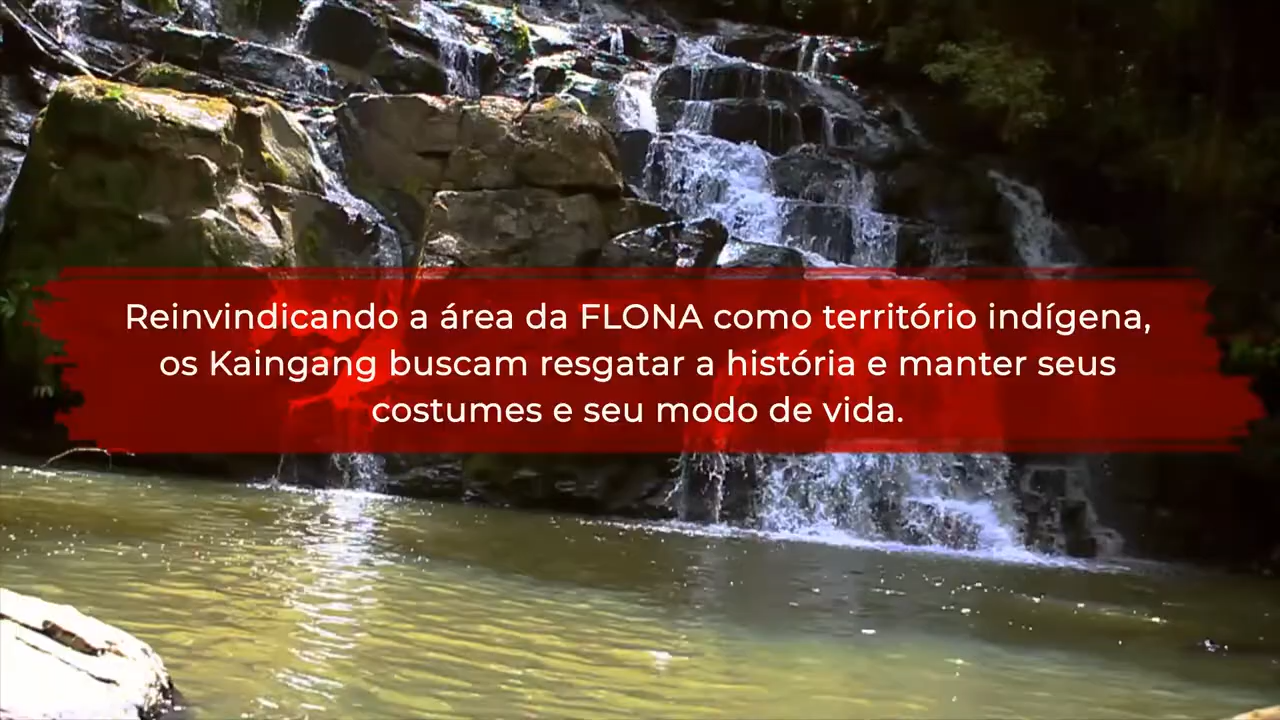 Reinvindicando a área da FLONA como território indígena,
os Kaingang buscam resgatar a história e manter seus
costumes e seu modo de vida.